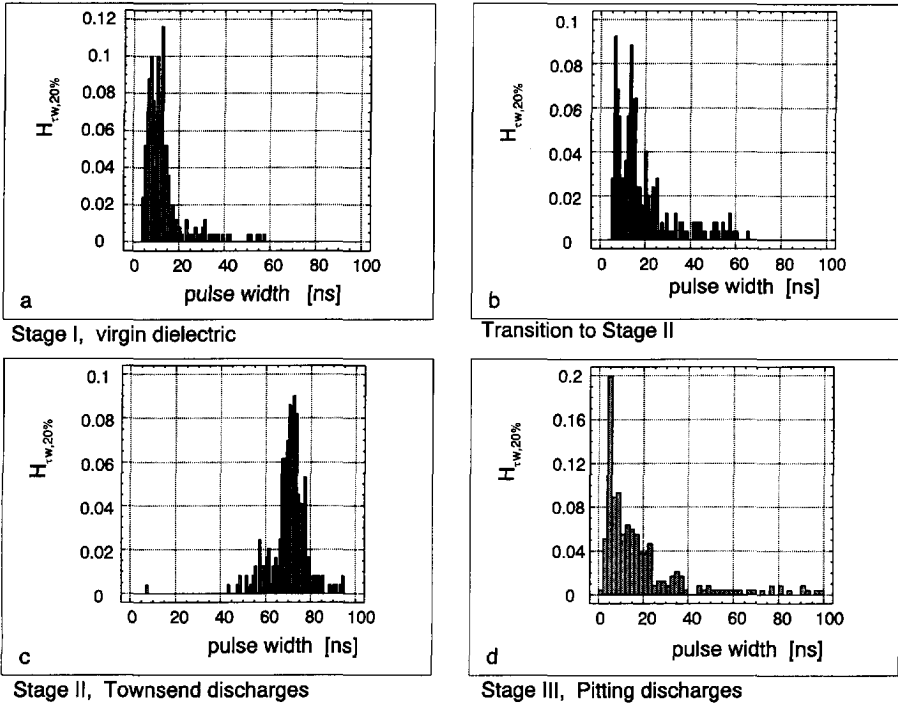 0.12
0.1
0.08
0.06
0.04
0.02
0
H τw,20%
0 20 40 60 80 100
pulse width [ns]
a
Stage I, virgin dielectric
0.1
0.08
0.06
0.04
0.02
0
H τw,20%
0 20 40 60 80 100
pulse width [ns]
b
Transition to Stage II
0.1
0.08
0.06
0.04
0.02
0
H τw,20%
0 20 40 60 80 100
pulse width [ns]
c
Stage II, Townsend discharges
0.2
0.16
0.12
0.08
0.04
0
H τw,20%
0 20 40 60 80 100
pulse width [ns]
d
Stage III, Pitting discharges